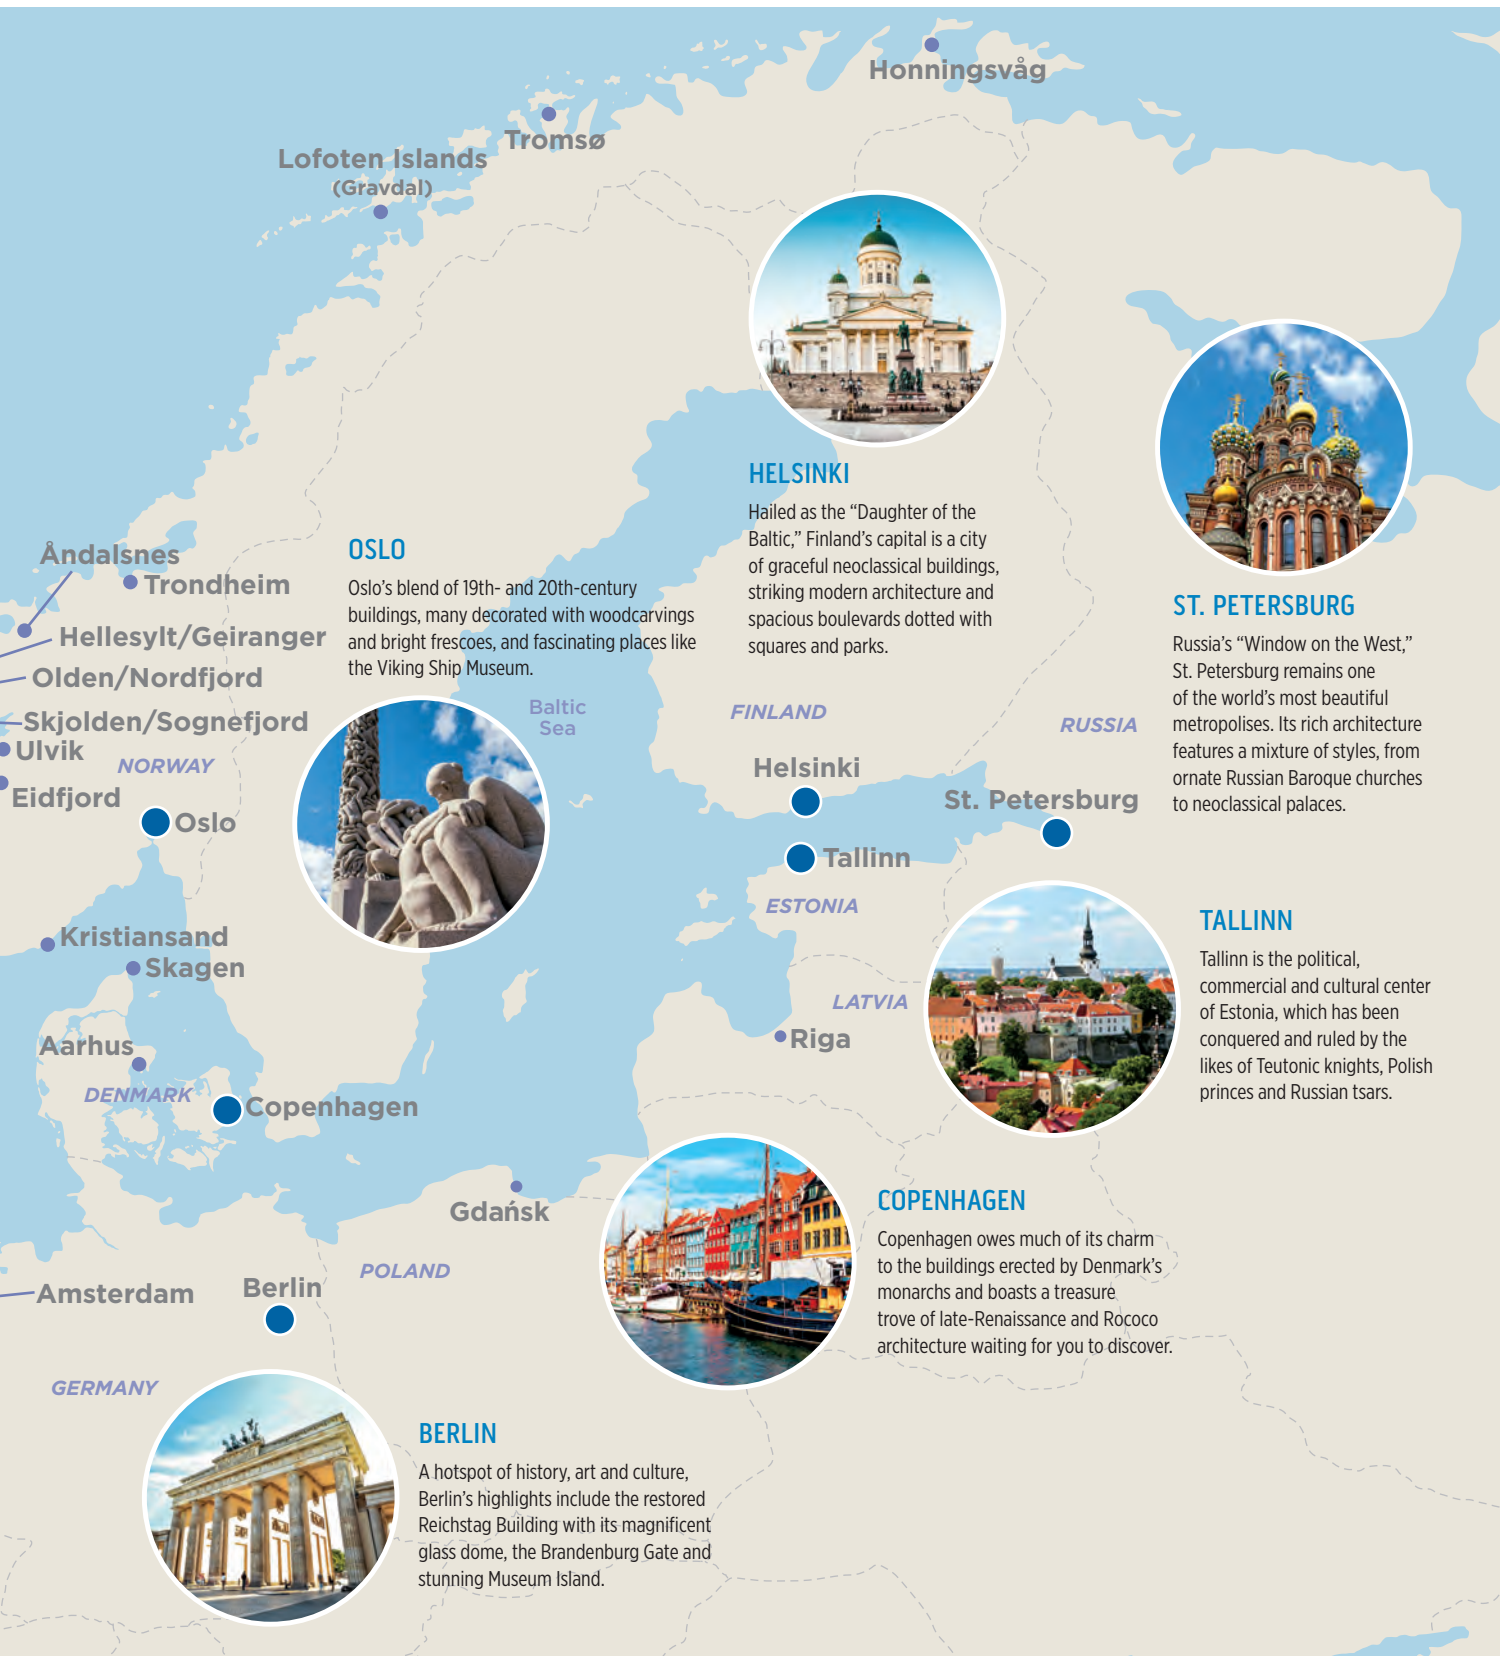 Honningsvåg
Tromsø
Lofoten Islands
(Gravdal)
HELSINKI
Hailed as the “Daughter of the
Baltic,” Finland’s capital is a city
of graceful neoclassical buildings,
striking modern architecture and
spacious boulevards dotted with
squares and parks.
OSLO
Oslo’s blend of 19th- and 20th-century
buildings, many decorated with woodcarvings
and bright frescoes, and fascinating places like
the Viking Ship Museum.
ST. PETERSBURG
Russia’s “Window on the West,”
St. Petersburg remains one
of the world’s most beautiful
metropolises. Its rich architecture
features a mixture of styles, from
ornate Russian Baroque churches
to neoclassical palaces.
Åndalsnes
Trondheim
Hellesylt/Geiranger
Olden/Nordfjord
Skjolden/Sognefjord
Ulvik
NORWAY
Eidfjord
Oslo
Baltic
Sea
FINLAND
RUSSIA
Helsinki
St. Petersburg
Tallinn
ESTONIA
Kristiansand
Skagen
LATVIA
Riga
TALLINN
Tallinn is the political,
commercial and cultural center
of Estonia, which has been
conquered and ruled by the
likes of Teutonic knights, Polish
princes and Russian tsars.
Aarhus
DENMARK
Copenhagen
Gdańsk
COPENHAGEN
Copenhagen owes much of its charm
to the buildings erected by Denmark’s
monarchs and boasts a treasure
trove of late-Renaissance and Rococo
architecture waiting for you to discover.
POLAND
Amsterdam
Berlin
GERMANY
BERLIN
A hotspot of history, art and culture,
Berlin’s highlights include the restored
Reichstag Building with its magnificent
glass dome, the Brandenburg Gate and
stunning Museum Island.